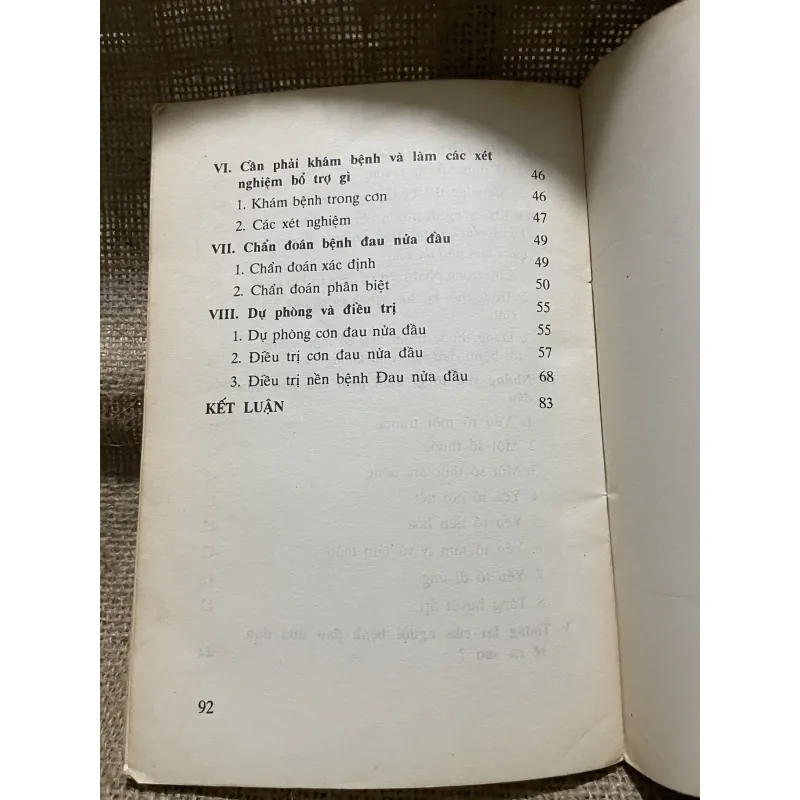 VI. Cần phải khám bệnh và làm các xét
nghiệm bổ trợ gì 46
1. Khám bệnh trong cơn 46
2. Các xét nghiệm 47
VII. Chẩn đoán bệnh đau nửa đầu 49
1. Chẩn đoán xác định 49
2. Chẩn đoán phân biệt 50
VIII. Dự phòng và điều trị 55
1. Dự phòng cơn đau nửa đầu 55
2. Điều trị cơn đau nửa đầu 57
3. Điều trị nền bệnh Đau nửa đầu 68
KẾT LUẬN 83
92